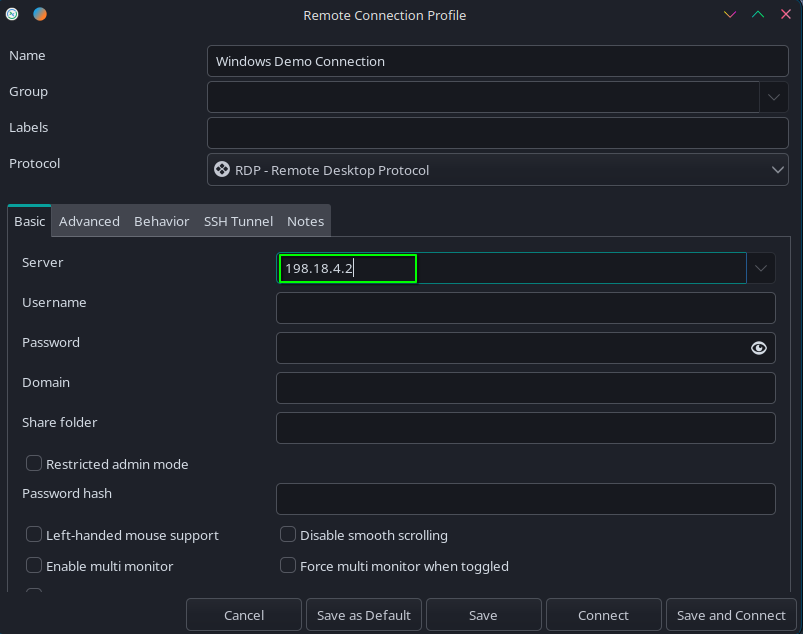 Remote Connection Profile
Name
Windows Demo Connection
Group
Labels
Protocol
RDP - Remote Desktop Protocol
Basic Advanced Behavior SSH Tunnel Notes
Server
198.18.4.2
Username
Password
Domain
Share folder
Restricted admin mode
Password hash
Left-handed mouse support Disable smooth scrolling
Enable multi monitor Force multi monitor when toggled
Cancel Save as Default Save Connect Save and Connect